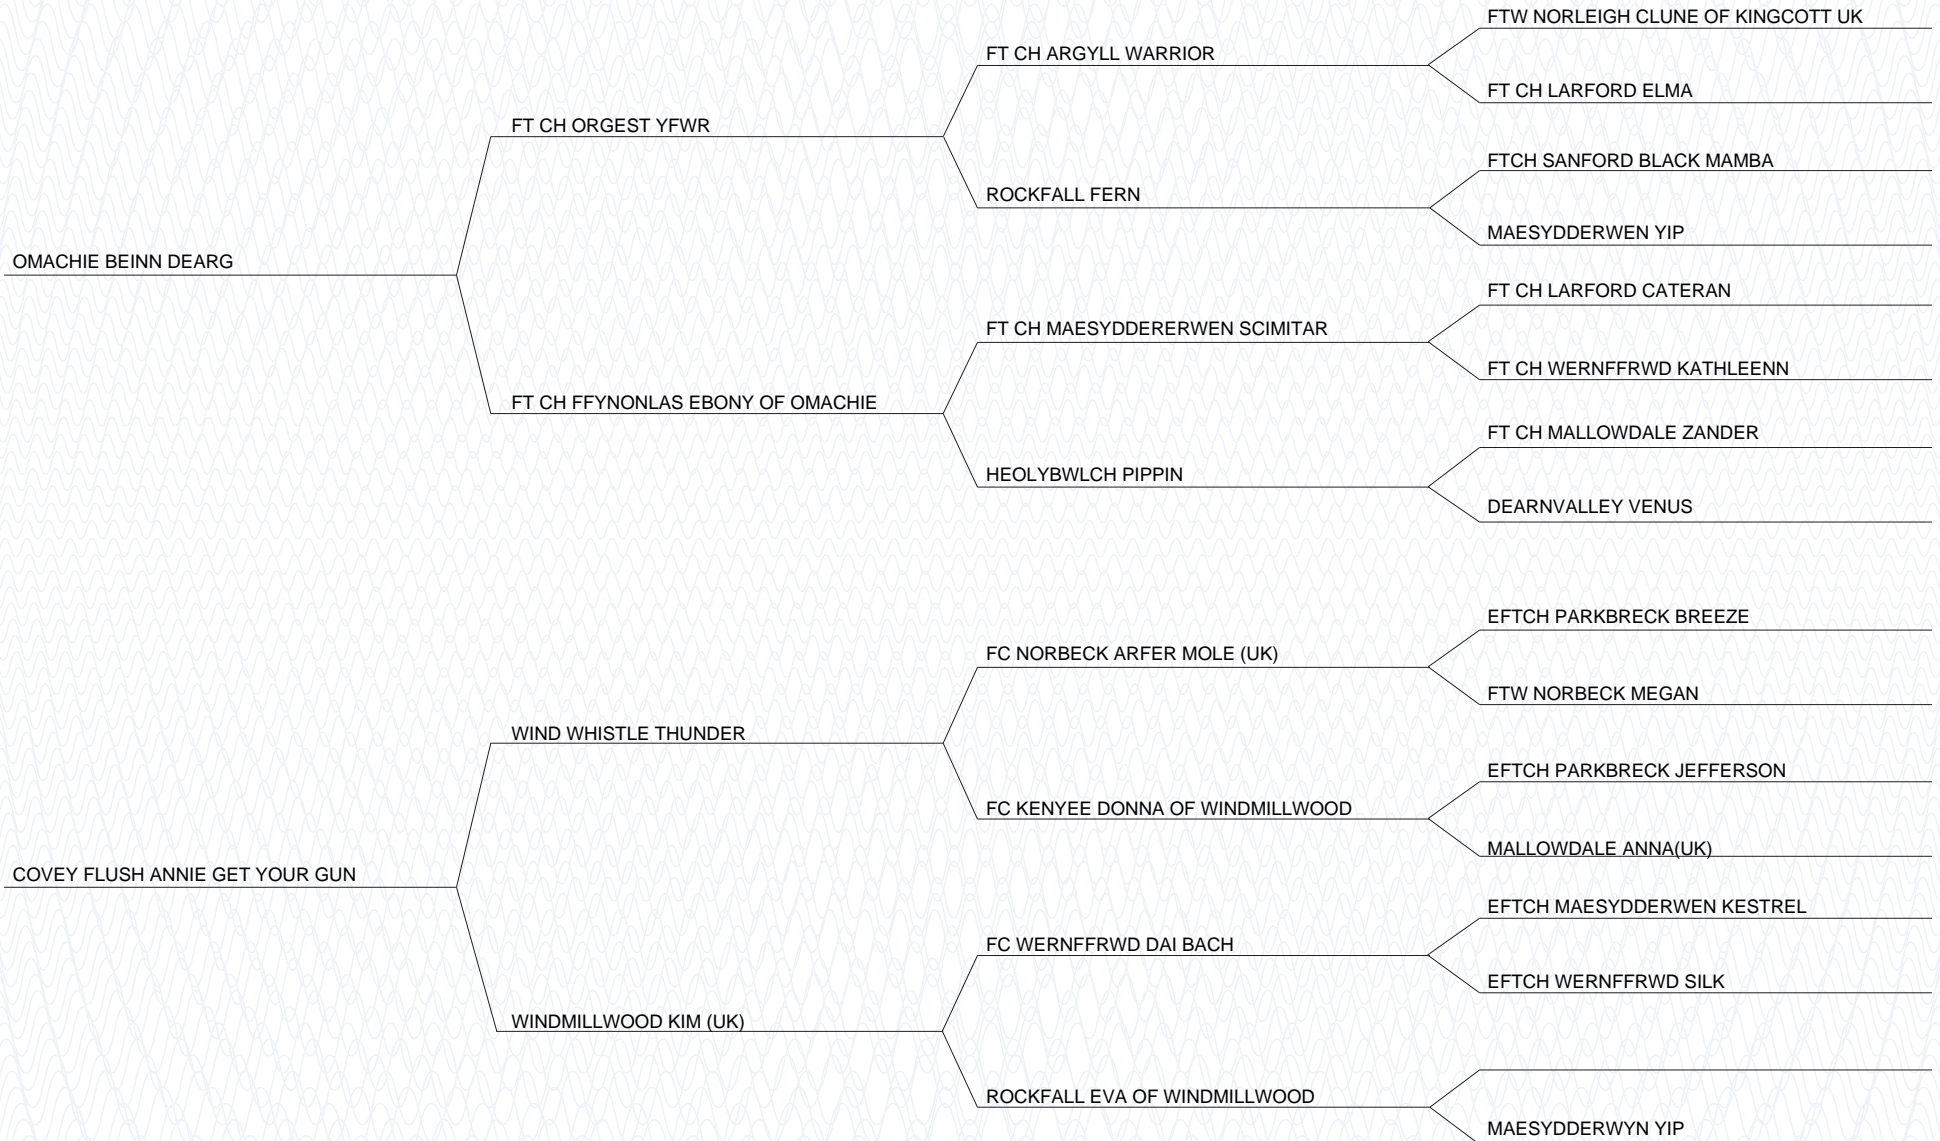 FTW NORLEIGH CLUNE OF KINGCOTT UK
FT CH ARGYLL WARRIOR
FT CH LARFORD ELMA
FT CH ORGEST YFWR
FTCH SANFORD BLACK MAMBA
ROCKFALL FERN
MAESYDDERWEN YIP
OMACHIE BEINN DEARG
FT CH LARFORD CATERAN
FT CH MAESYDDERERWEN SCIMITAR
FT CH WERNFFRWD KATHLEENN
FT CH FFYNONLAS EBONY OF OMACHIE
FT CH MALLOWDALE ZANDER
HEOLYBWLCH PIPPIN
DEARNVALLEY VENUS
EFTCH PARKBRECK BREEZE
FC NORBECK ARFER MOLE (UK)
FTW NORBECK MEGAN
WIND WHISTLE THUNDER
EFTCH PARKBRECK JEFFERSON
FC KENYEE DONNA OF WINDMILLWOOD
MALLOWDALE ANNA(UK)
COVEY FLUSH ANNIE GET YOUR GUN
EFTCH MAESYDDERWEN KESTREL
FC WERNFFRWD DAI BACH
EFTCH WERNFFRWD SILK
WINDMILLWOOD KIM (UK)
ROCKFALL EVA OF WINDMILLWOOD
MAESYDDERWYN YIP